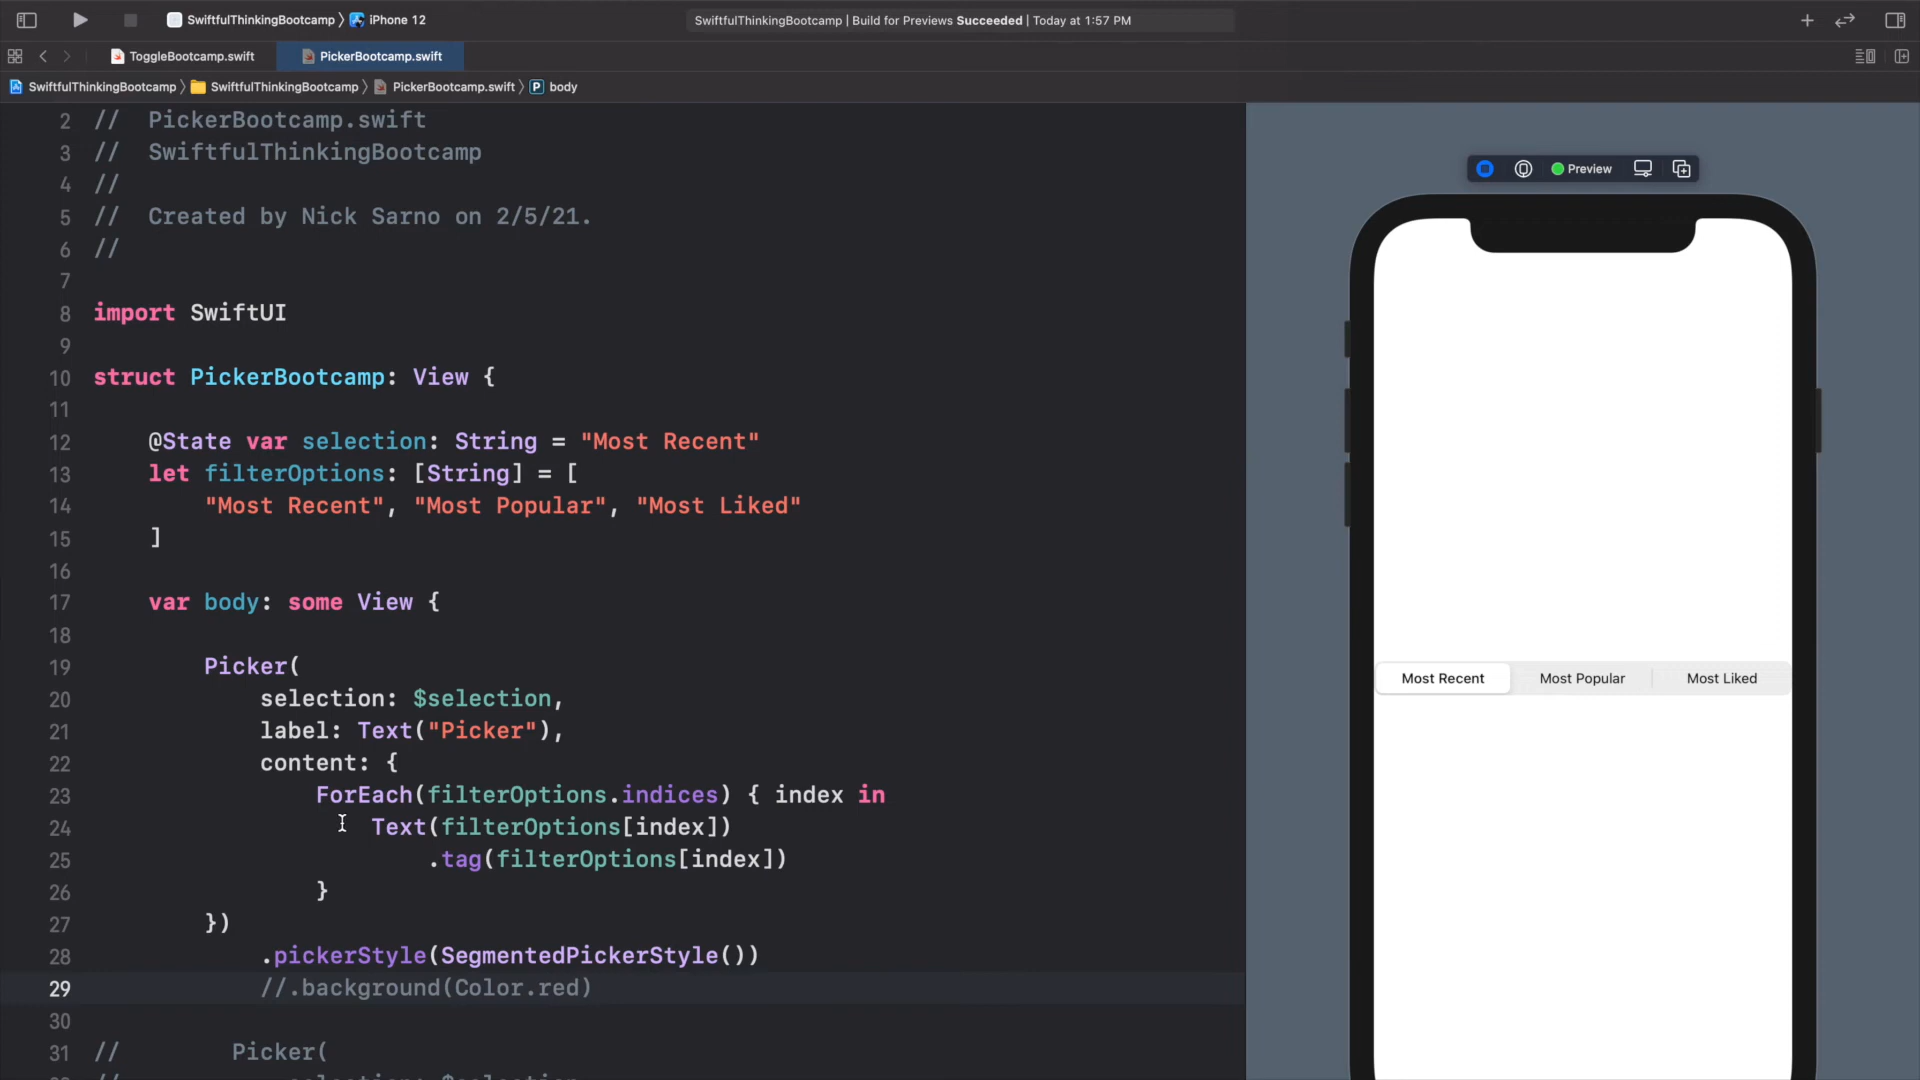 SwiftfulThinkingBootcamp 〉 iPhone 12
SwiftfulThinkingBootcamp | Build for Previews Succeeded | Today at 1:57 PM
ToggleBootcamp.swift
PickerBootcamp.swift
SwiftfulThinkingBootcamp 〉 SwiftfulThinkingBootcamp 〉 PickerBootcamp.swift 〉 P body
2 //  PickerBootcamp.swift
3 //  SwiftfulThinkingBootcamp
4 //
5 //  Created by Nick Sarno on 2/5/21.
6 //
7
8 import SwiftUI
9
10 struct PickerBootcamp: View {
11
12     @State var selection: String = "Most Recent"
13     let filterOptions: [String] = [
14         "Most Recent", "Most Popular", "Most Liked"
15     ]
16
17     var body: some View {
18
19         Picker(
20             selection: $selection,
21             label: Text("Picker"),
22             content: {
23                 ForEach(filterOptions.indices) { index in
24                     Text(filterOptions[index])
25                         .tag(filterOptions[index])
26                 }
27         })
28             .pickerStyle(SegmentedPickerStyle())
29             //.background(Color.red)
30
31 //        Picker(
Preview
Most Recent
Most Popular
Most Liked